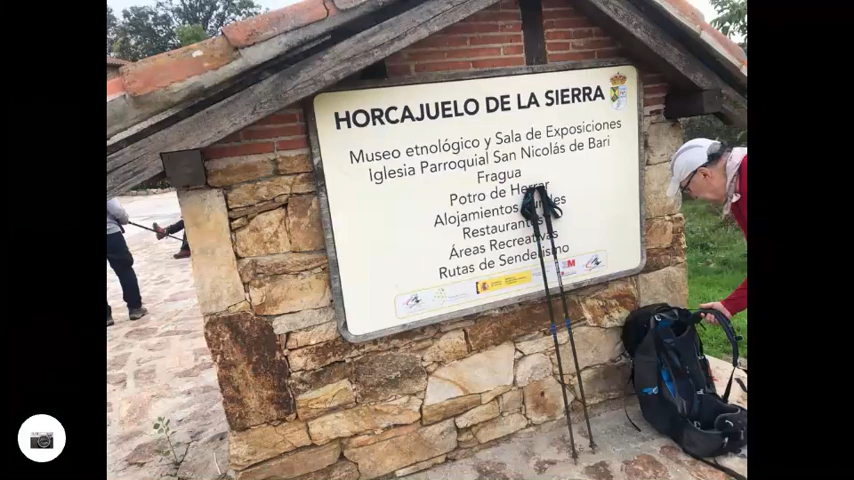 HORCAJUELO DE LA SIERRA
Museo etnológico y Sala de Exposiciones
Iglesia Parroquial San Nicolás de Bari
Fragua
Potro de Herrar
Alojamientos
Restaurantes
Áreas Recreativas
Rutas de Senderismo